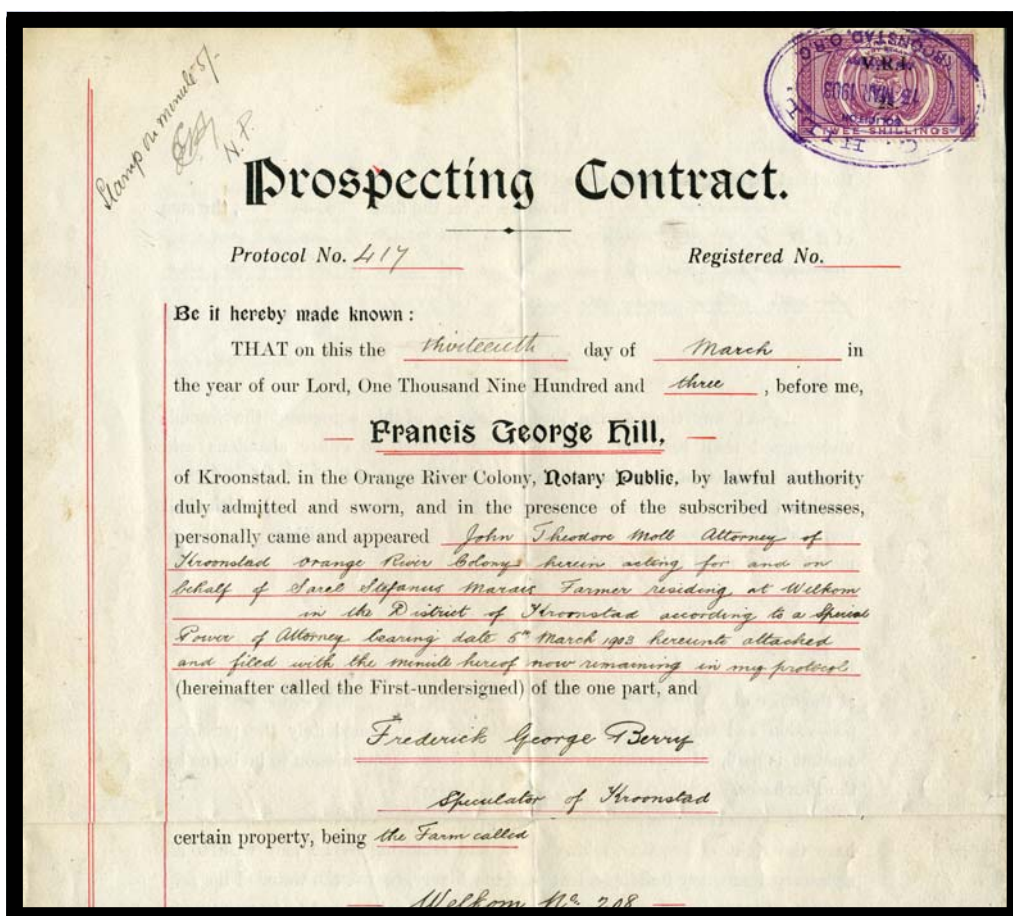 Stamp on minute 5/-
N.P.
KROONSTAD, O.R.C.
V.R.I.
15 MAR 1903
TWEE SHILLINGS
Prospecting Contract.
Protocol No. 417 Registered No.
Be it hereby made known :
THAT on this the thirteenth day of March in
the year of our Lord, One Thousand Nine Hundred and three , before me,
— Francis George Hill, —
of Kroonstad. in the Orange River Colony, Notary Public, by lawful authority
duly admitted and sworn, and in the presence of the subscribed witnesses,
personally came and appeared John Theodore Moll Attorney of
Kroonstad Orange River Colony herein acting for and on
behalf of Sarel Stefanus Marais Farmer residing at Welkom
in the District of Kroonstad according to a Special
Power of Attorney bearing date 5th March 1903 hereunto attached
and filed with the minute hereof now remaining in my protocol
(hereinafter called the First-undersigned) of the one part, and
Frederick George Berry
Speculator of Kroonstad
certain property, being the Farm called
Welkom No. 208 —